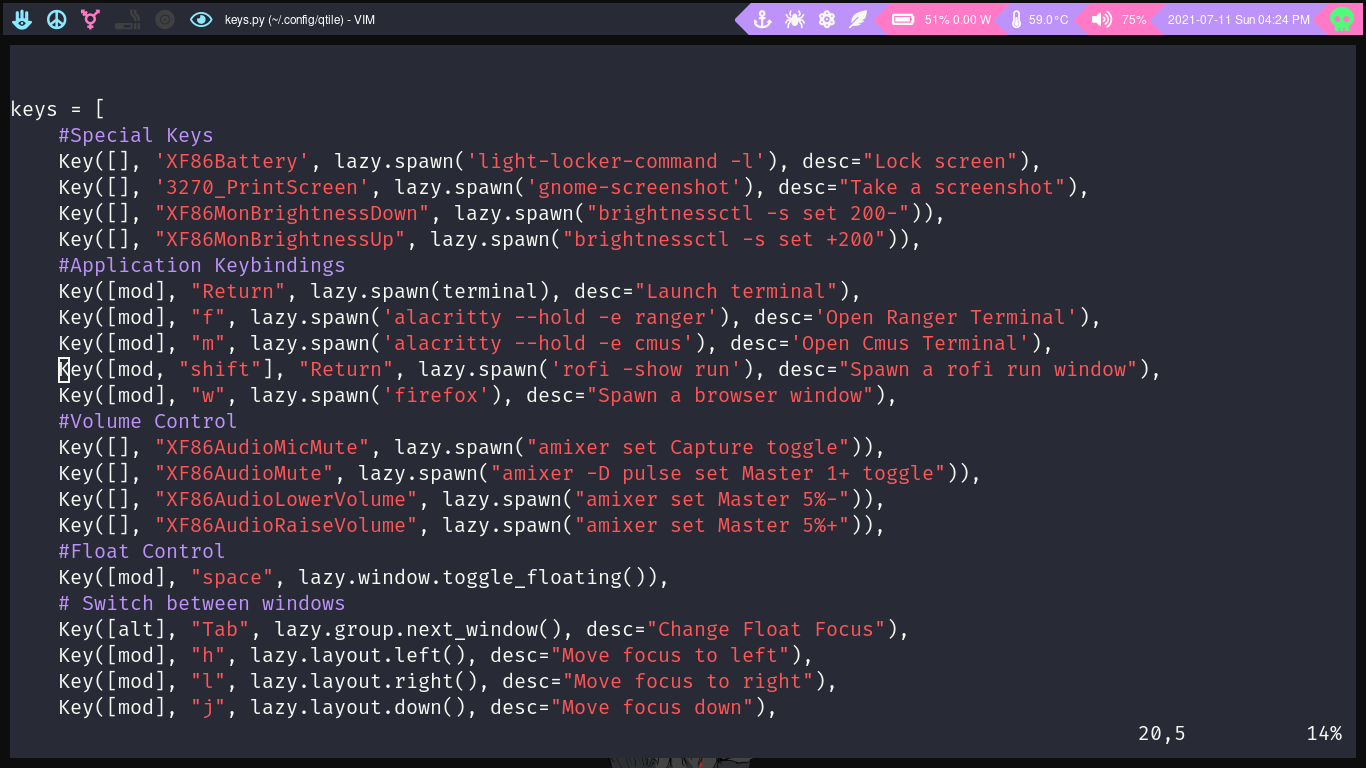 keys.py (~/.config/qtile) - VIM
51% 0.00 W
59.0°C
75%
2021-07-11 Sun 04:24 PM
keys = [
    #Special Keys
    Key([], 'XF86Battery', lazy.spawn('light-locker-command -l'), desc="Lock screen"),
    Key([], '3270_PrintScreen', lazy.spawn('gnome-screenshot'), desc="Take a screenshot"),
    Key([], "XF86MonBrightnessDown", lazy.spawn("brightnessctl -s set 200-")),
    Key([], "XF86MonBrightnessUp", lazy.spawn("brightnessctl -s set +200")),
    #Application Keybindings
    Key([mod], "Return", lazy.spawn(terminal), desc="Launch terminal"),
    Key([mod], "f", lazy.spawn('alacritty --hold -e ranger'), desc='Open Ranger Terminal'),
    Key([mod], "m", lazy.spawn('alacritty --hold -e cmus'), desc='Open Cmus Terminal'),
    Key([mod, "shift"], "Return", lazy.spawn('rofi -show run'), desc="Spawn a rofi run window"),
    Key([mod], "w", lazy.spawn('firefox'), desc="Spawn a browser window"),
    #Volume Control
    Key([], "XF86AudioMicMute", lazy.spawn("amixer set Capture toggle")),
    Key([], "XF86AudioMute", lazy.spawn("amixer -D pulse set Master 1+ toggle")),
    Key([], "XF86AudioLowerVolume", lazy.spawn("amixer set Master 5%-")),
    Key([], "XF86AudioRaiseVolume", lazy.spawn("amixer set Master 5%+")),
    #Float Control
    Key([mod], "space", lazy.window.toggle_floating()),
    # Switch between windows
    Key([alt], "Tab", lazy.group.next_window(), desc="Change Float Focus"),
    Key([mod], "h", lazy.layout.left(), desc="Move focus to left"),
    Key([mod], "l", lazy.layout.right(), desc="Move focus to right"),
    Key([mod], "j", lazy.layout.down(), desc="Move focus down"),
20,5 14%